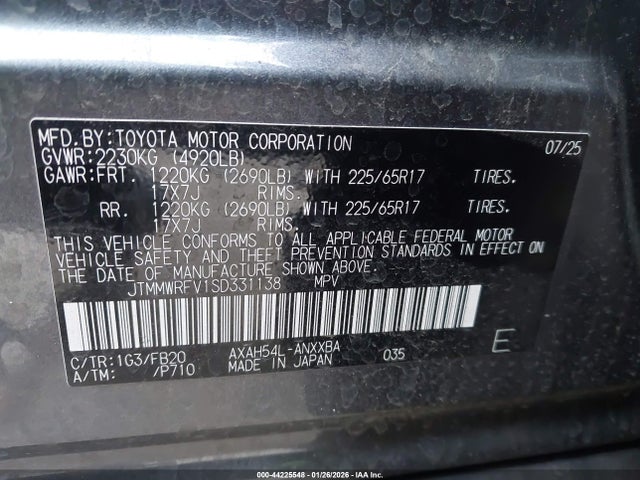 MFD.BY:TOYOTA MOTOR CORPORATION 07/25
GVWR:2230KG (4920LB)
GAWR:FRT. 1220KG (2690LB) WITH 225/65R17 TIRES.
17X7J RIMS.
RR. 1220KG (2690LB) WITH 225/65R17 TIRES.
17X7J RIMS.
THIS VEHICLE CONFORMS TO ALL APPLICABLE FEDERAL MOTOR
VEHICLE SAFETY AND THEFT PREVENTION STANDARDS IN EFFECT ON
THE DATE OF MANUFACTURE SHOWN ABOVE.
JTMMWRFV1SD331138 MPV
C/TR:1G3/FB20 AXAH54L-ANXXBA 035 E
A/TM: /P710 MADE IN JAPAN
000-44225548 - 01/26/2026 - IAA Inc.